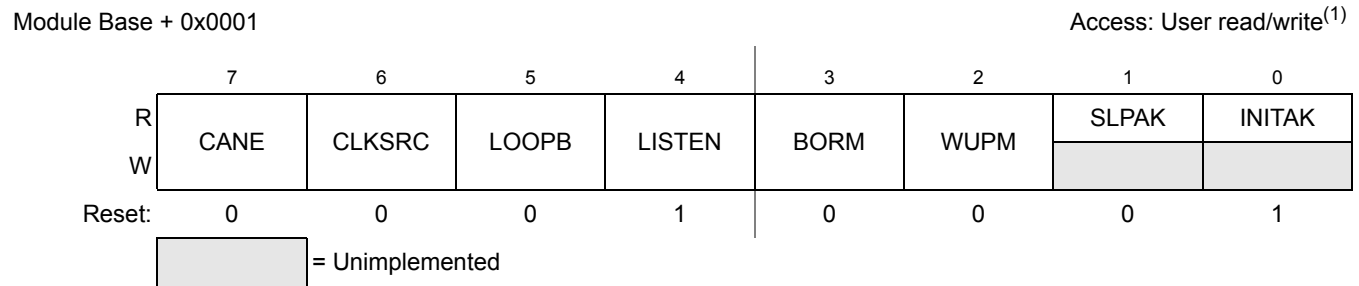 Module Base + 0x0001 Access: User read/write(1)
7 6 5 4 3 2 1 0
R CANE CLKSRC LOOPB LISTEN BORM WUPM SLPAK INITAK
W
Reset: 0 0 0 1 0 0 0 1
= Unimplemented